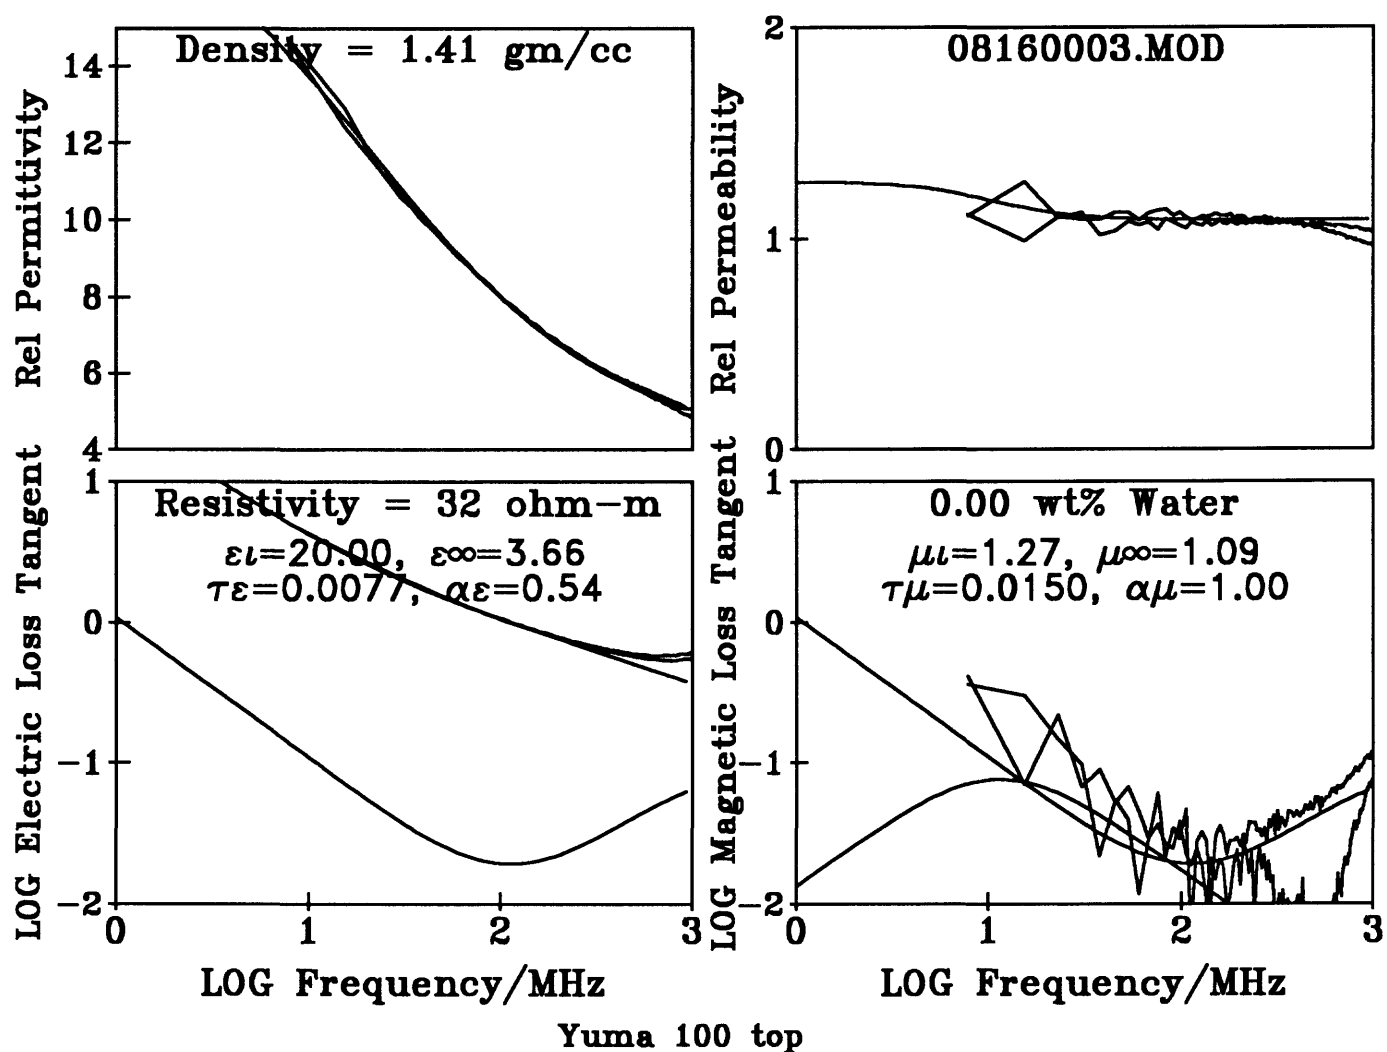 Density = 1.41 gm/cc
Rel Permittivity
14
12
10
8
6
4
08160003.MOD
Rel Permeability
2
1
0
Resistivity = 32 ohm-m
ει=20.00, ε∞=3.66
τε=0.0077, αε=0.54
LOG Electric Loss Tangent
1
0
-1
-2
0 1 2 3
LOG Frequency/MHz
0.00 wt% Water
μι=1.27, μ∞=1.09
τμ=0.0150, αμ=1.00
LOG Magnetic Loss Tangent
1
0
-1
-2
0 1 2 3
LOG Frequency/MHz
Yuma 100 top